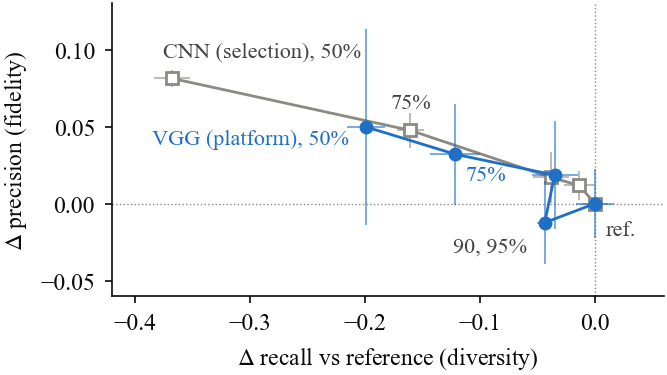 0.10
0.05
0.00
−0.05
−0.4
−0.3
−0.2
−0.1
0.0
Δ precision (fidelity)
Δ recall vs reference (diversity)
CNN (selection), 50%
75%
VGG (platform), 50%
75%
90, 95%
ref.